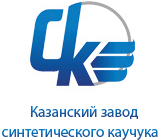 СК
Казанский завод
синтетического каучука